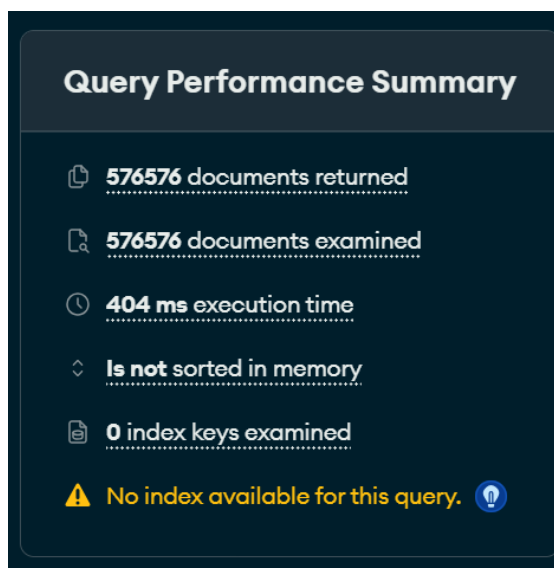 Query Performance Summary
576576 documents returned
576576 documents examined
404 ms execution time
Is not sorted in memory
0 index keys examined
No index available for this query.